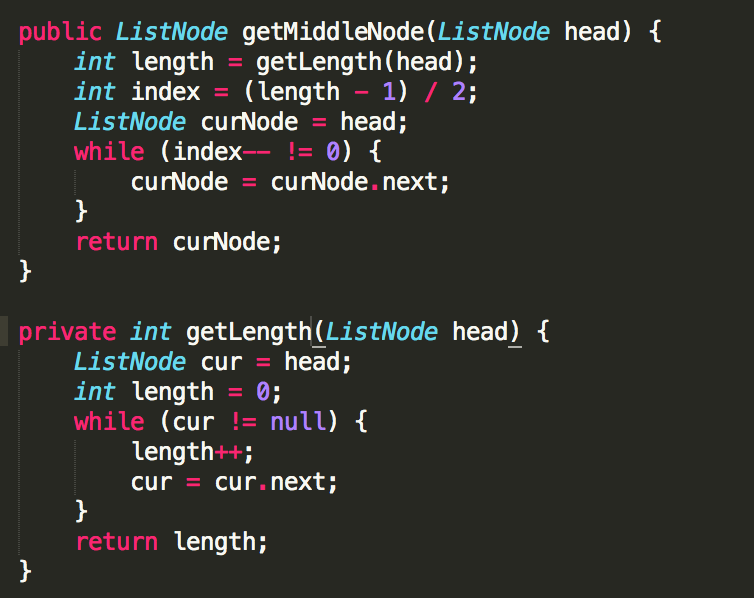 public ListNode getMiddleNode(ListNode head) {
    int length = getLength(head);
    int index = (length - 1) / 2;
    ListNode curNode = head;
    while (index-- != 0) {
        curNode = curNode.next;
    }
    return curNode;
}

private int getLength(ListNode head) {
    ListNode cur = head;
    int length = 0;
    while (cur != null) {
        length++;
        cur = cur.next;
    }
    return length;
}